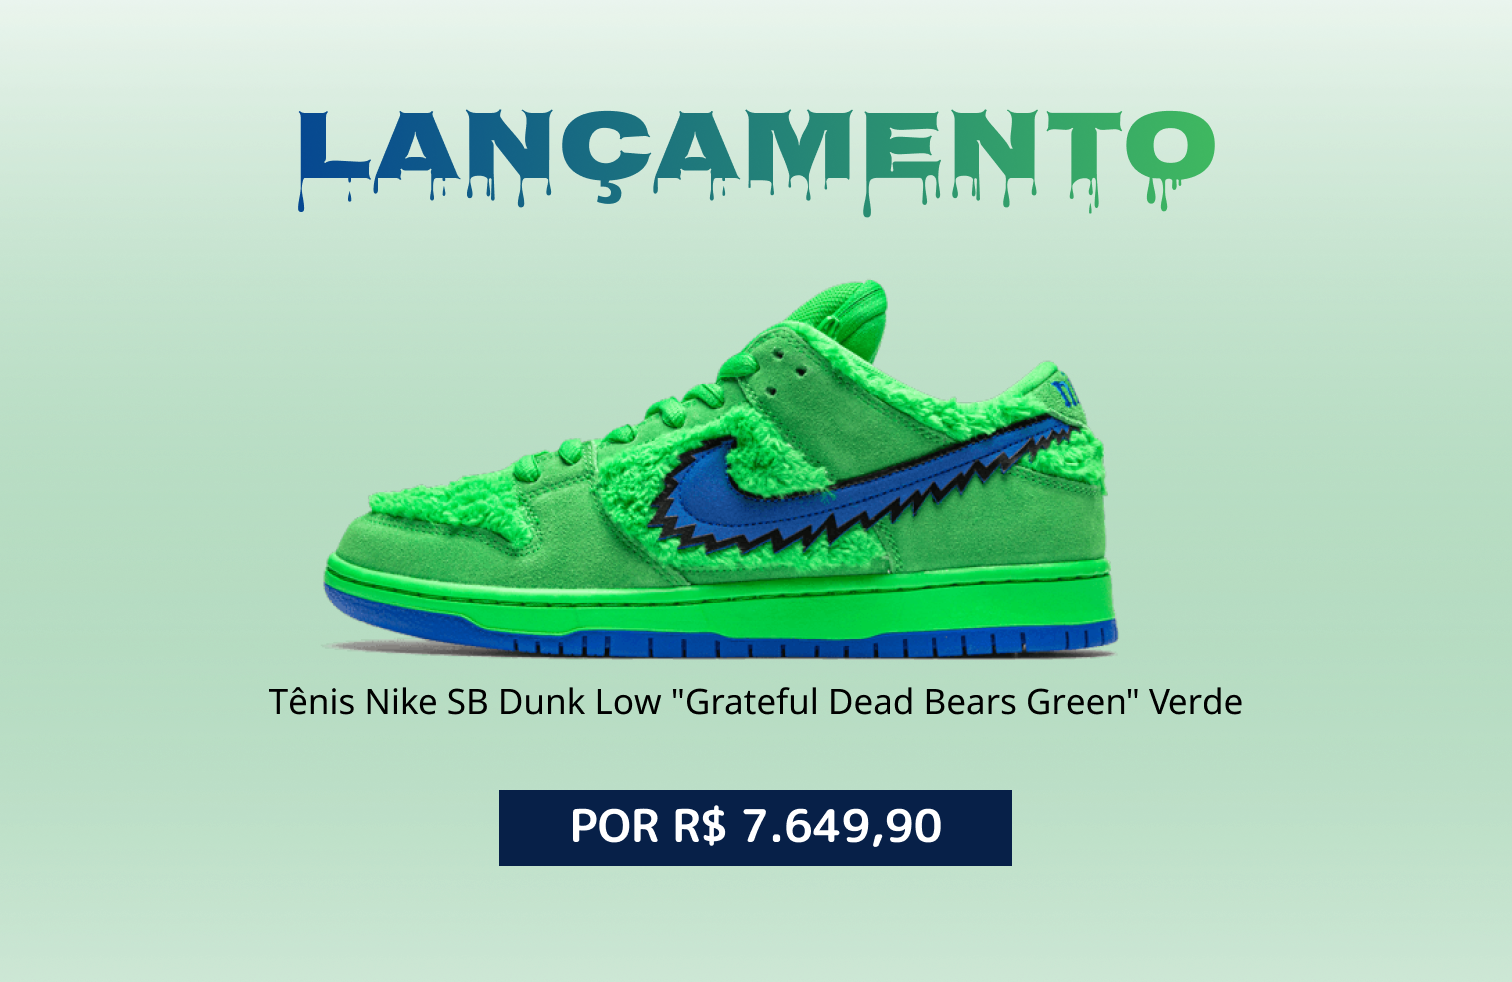 LANÇAMENTO
Tênis Nike SB Dunk Low "Grateful Dead Bears Green" Verde
POR R$ 7.649,90